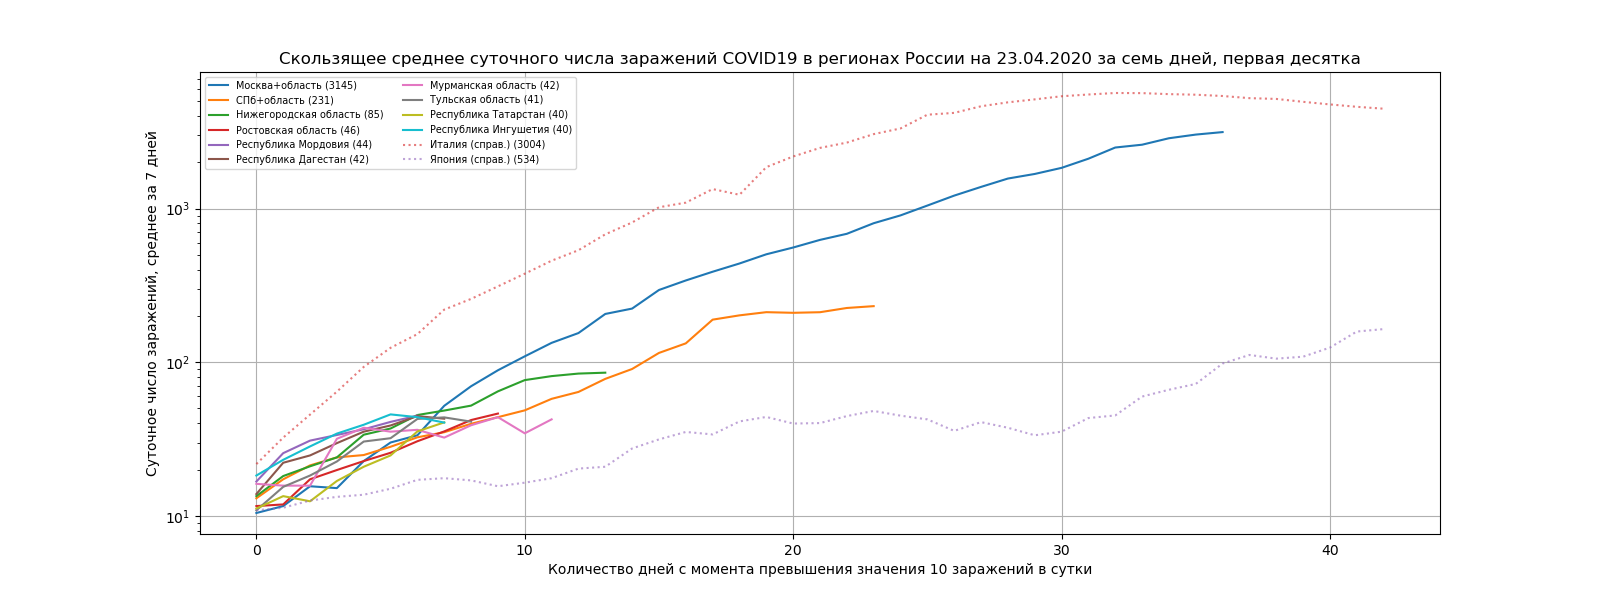 Скользящее среднее суточного числа заражений COVID19 в регионах России на 23.04.2020 за семь дней, первая десятка
Москва+область (3145)
СПб+область (231)
Нижегородская область (85)
Ростовская область (46)
Республика Мордовия (44)
Республика Дагестан (42)
Мурманская область (42)
Тульская область (41)
Республика Татарстан (40)
Республика Ингушетия (40)
Италия (справ.) (3004)
Япония (справ.) (534)
Суточное число заражений, среднее за 7 дней
10³
10²
10¹
0 10 20 30 40
Количество дней с момента превышения значения 10 заражений в сутки